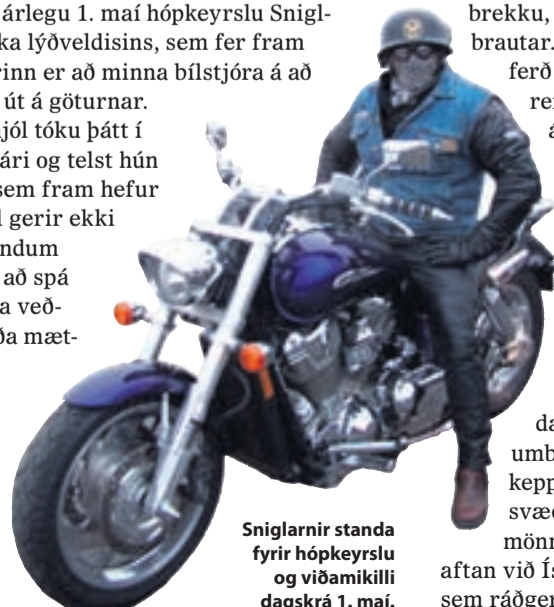 árlegu 1. maí hópkeyrslu Snigl-
ka lýðveldisins, sem fer fram
rinn er að minna bílstjóra á að
út á göturnar.
jól tóku þátt í
ári og telst hún
sem fram hefur
l gerir ekki
ndum
að spá
a veð-
ða mæt-
Sniglarnir standa
fyrir hópkeyrslu
og viðamikilli
dagskrá 1. maí.
brekku,
brautar.
ferð
ren
á
da
umb
kepp
svæð
mönn
aftan við Ís
sem ráðger